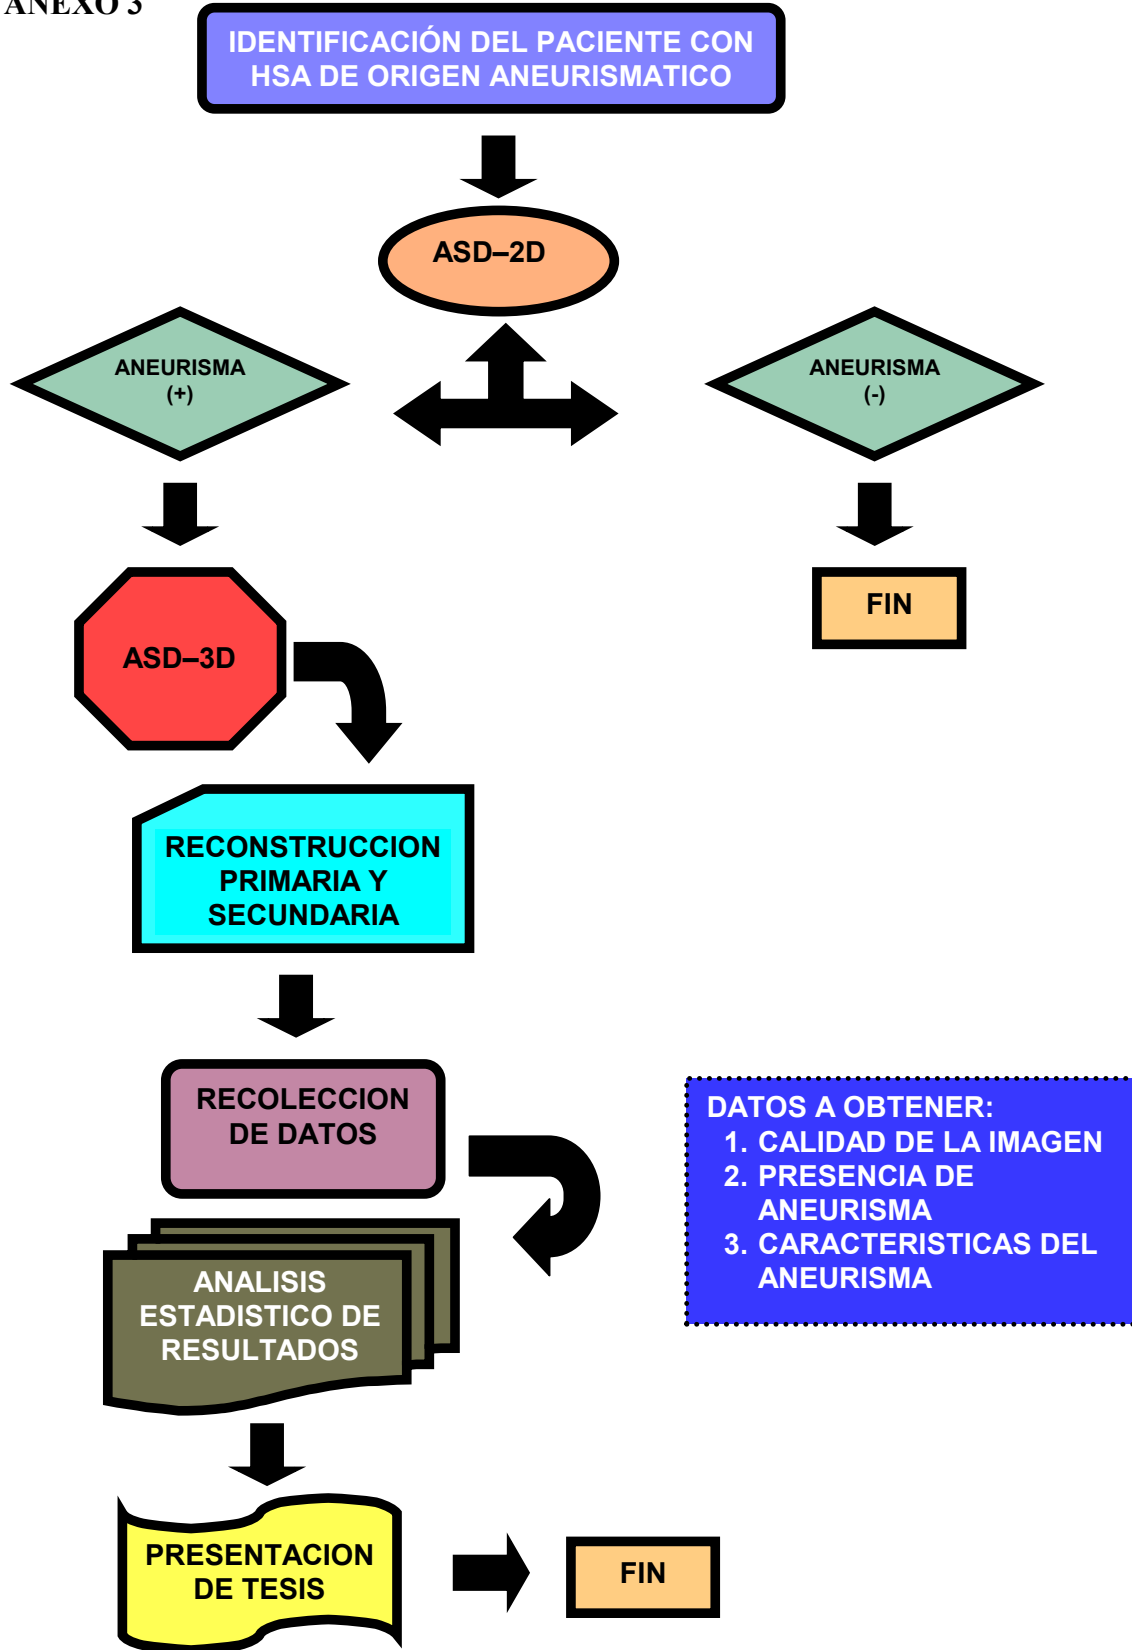 ANEXO 3
IDENTIFICACIÓN DEL PACIENTE CON
HSA DE ORIGEN ANEURISMATICO
ASD–2D
ANEURISMA
(+)
ANEURISMA
(-)
FIN
ASD–3D
RECONSTRUCCION
PRIMARIA Y
SECUNDARIA
RECOLECCION
DE DATOS
DATOS A OBTENER:
1. CALIDAD DE LA IMAGEN
2. PRESENCIA DE
ANEURISMA
3. CARACTERISTICAS DEL
ANEURISMA
ANALISIS
ESTADISTICO DE
RESULTADOS
PRESENTACION
DE TESIS
FIN